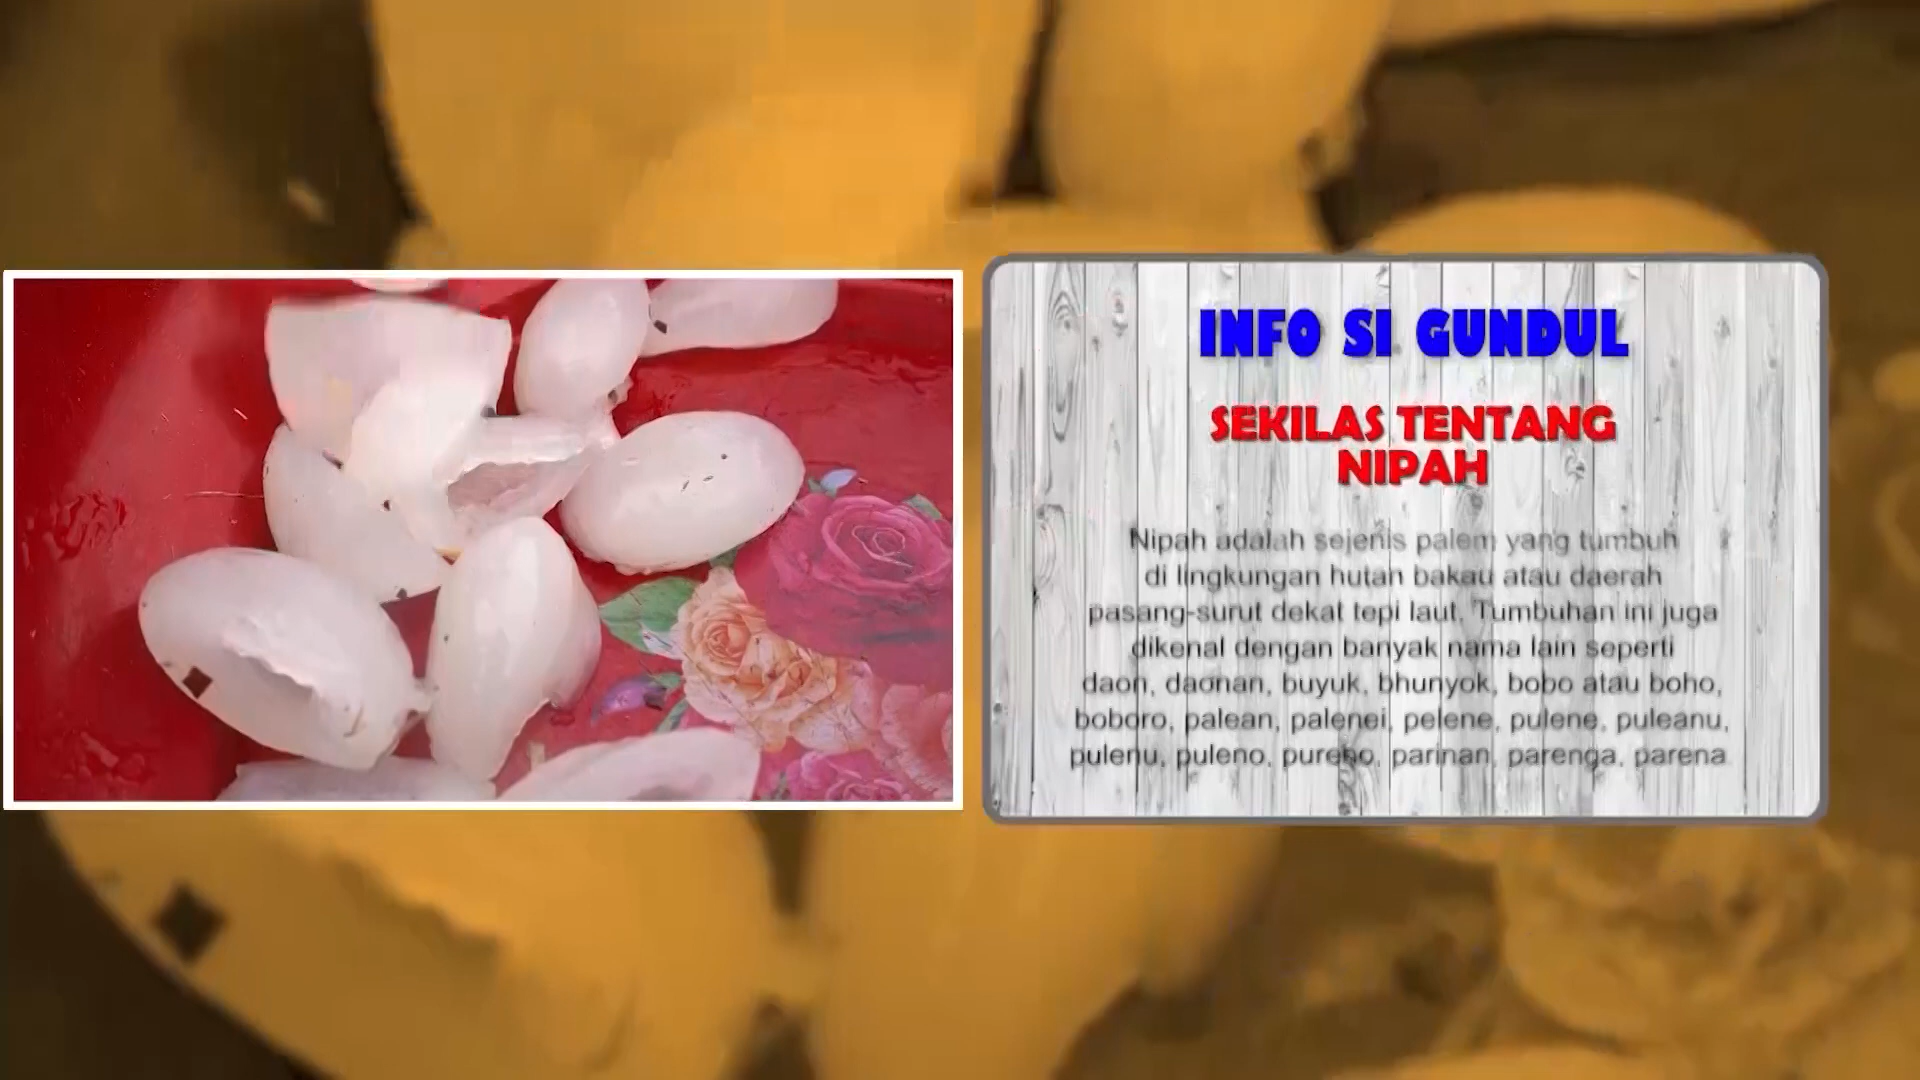 INFO SI GUNDUL
SEKILAS TENTANG
NIPAH
Nipah adalah sejenis palem yang tumbuh
di lingkungan hutan bakau atau daerah
pasang-surut dekat tepi laut. Tumbuhan ini juga
dikenal dengan banyak nama lain seperti
daon, daonan, buyuk, bhunyok, bobo atau boho,
boboro, palean, palenei, pelene, pulene, puleanu,
pulenu, puleno, pureno, parinan, parenga, parena